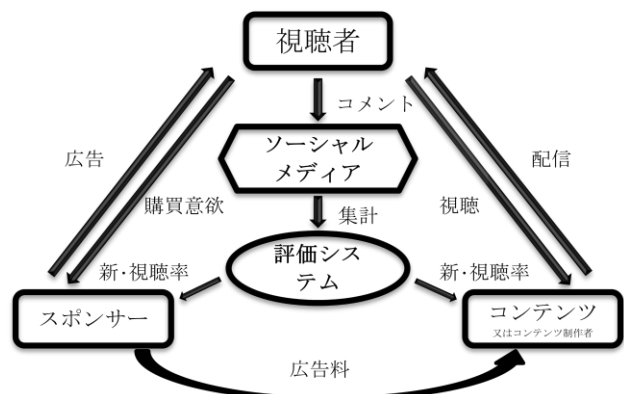 視聴者
コメント
ソーシャル
メディア
広告
配信
購買意欲
集計
視聴
評価シス
テム
新・視聴率
新・視聴率
スポンサー
コンテンツ
又はコンテンツ制作者
広告料